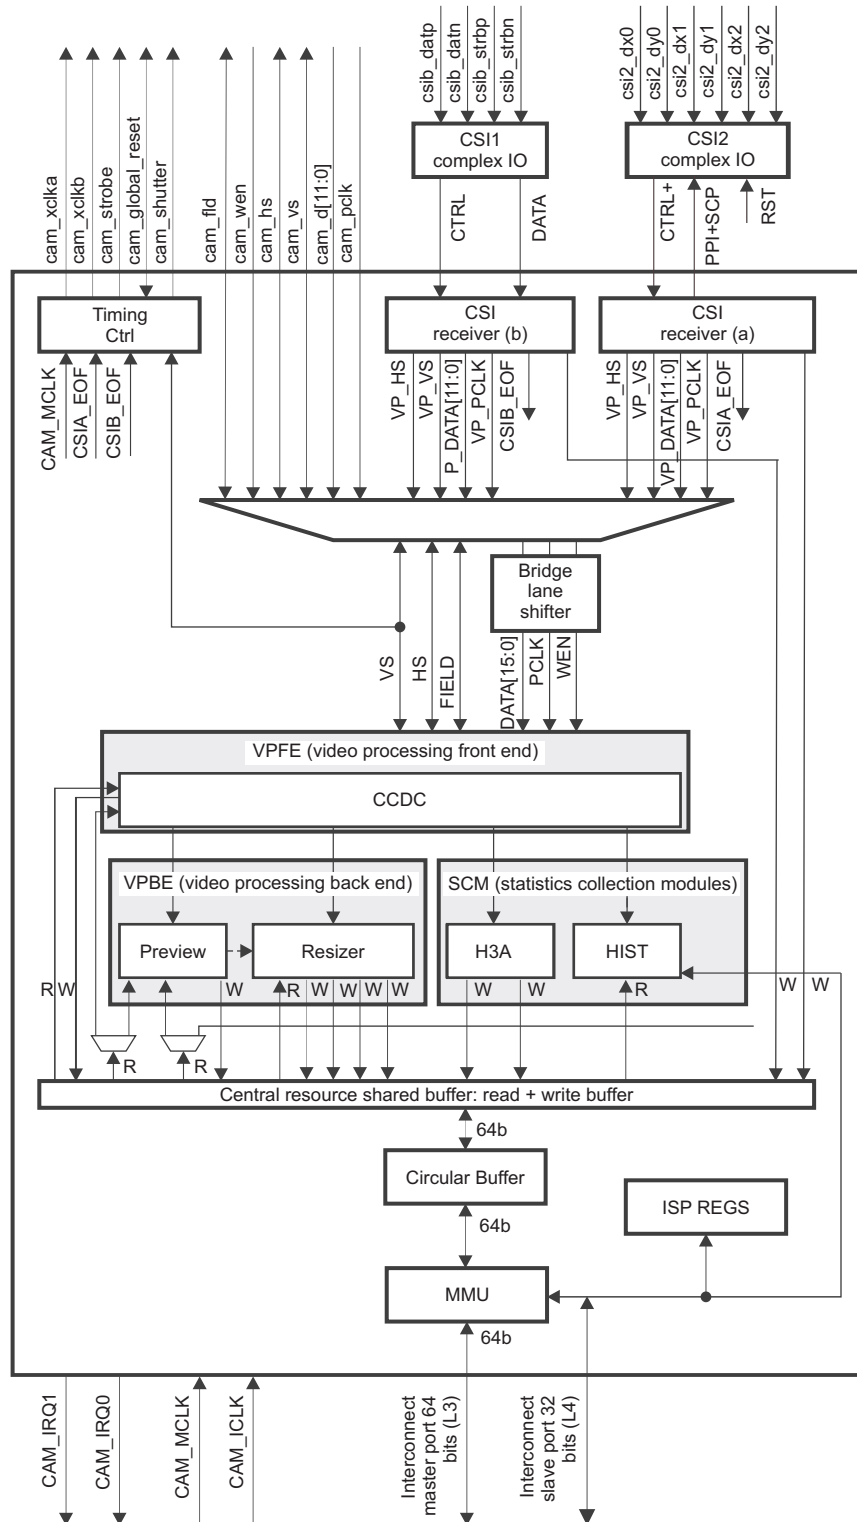 cam_xclka
cam_xclkb
cam_strobe
cam_global_reset
cam_shutter
cam_fld
cam_wen
cam_hs
cam_vs
cam_d[11:0]
cam_pclk
csib_datp
csib_datn
csib_strbp
csib_strbn
csi2_dx0
csi2_dy0
csi2_dx1
csi2_dy1
csi2_dx2
csi2_dy2
CSI1
complex IO
CSI2
complex IO
CTRL
DATA
CTRL+
PPI+SCP
RST
Timing
Ctrl
CSI
receiver (b)
CSI
receiver (a)
CAM_MCLK
CSIA_EOF
CSIB_EOF
VP_HS
VP_VS
P_DATA[11:0]
VP_PCLK
CSIB_EOF
VP_HS
VP_VS
VP_DATA[11:0]
VP_PCLK
CSIA_EOF
Bridge
lane
shifter
VS
HS
FIELD
DATA[15:0]
PCLK
WEN
VPFE (video processing front end)
CCDC
VPBE (video processing back end)
SCM (statistics collection modules)
Preview
Resizer
H3A
HIST
R
W
W
R
W
W
W
W
W
W
R
W
W
R
R
Central resource shared buffer: read + write buffer
64b
Circular Buffer
ISP REGS
64b
MMU
64b
CAM_IRQ1
CAM_IRQ0
CAM_MCLK
CAM_ICLK
Interconnect
master port 64
bits (L3)
Interconnect
slave port 32
bits (L4)